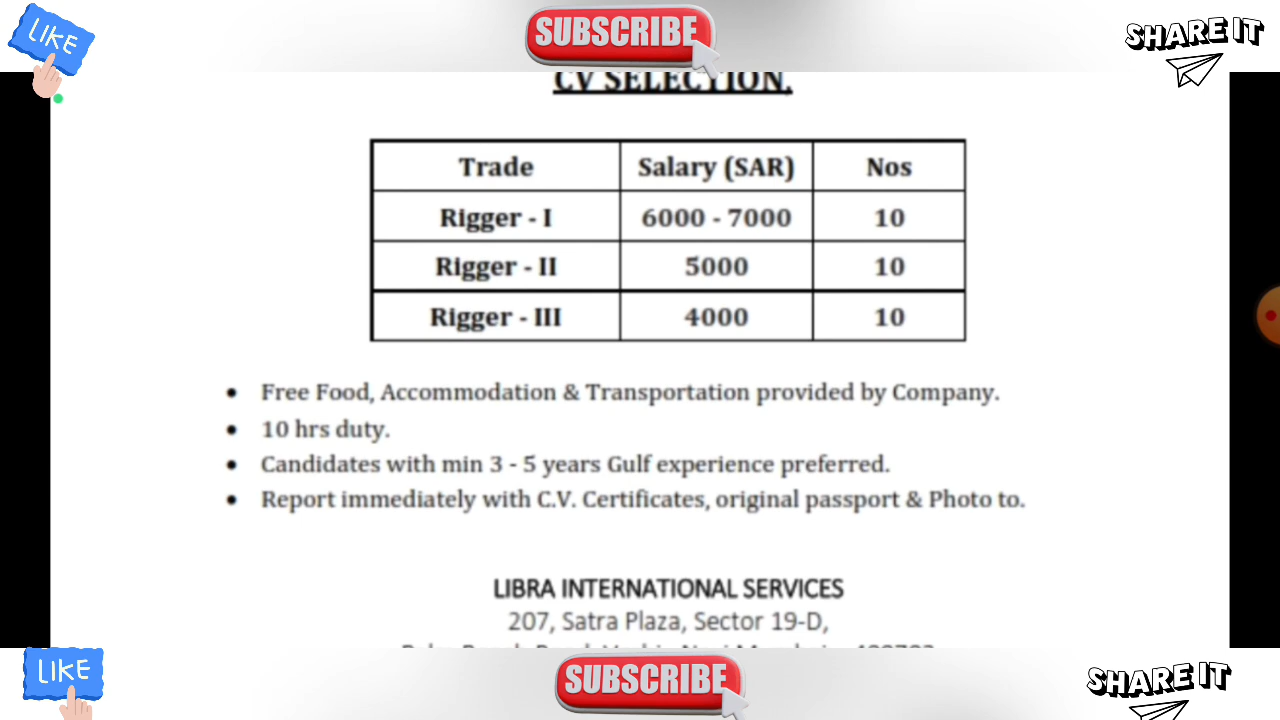 LIKE
SUBSCRIBE
SHARE IT
CV SELECTION.
Trade Salary (SAR) Nos
Rigger - I 6000 - 7000 10
Rigger - II 5000 10
Rigger - III 4000 10
• Free Food, Accommodation & Transportation provided by Company.
• 10 hrs duty.
• Candidates with min 3 - 5 years Gulf experience preferred.
• Report immediately with C.V. Certificates, original passport & Photo to.
LIBRA INTERNATIONAL SERVICES
207, Satra Plaza, Sector 19-D,
LIKE
SUBSCRIBE
SHARE IT